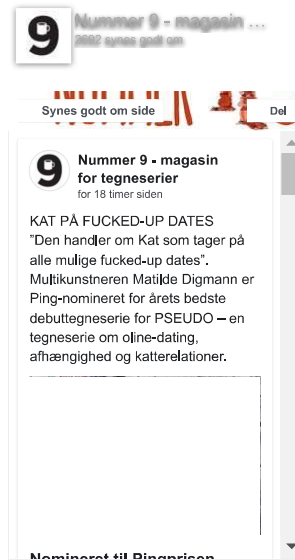 9
Nummer 9 - magasin ...
2692 synes godt om
Synes godt om side
Del
9
Nummer 9 - magasin
for tegneserier
for 18 timer siden
KAT PÅ FUCKED-UP DATES
”Den handler om Kat som tager på
alle mulige fucked-up dates”.
Multikunstneren Matilde Digmann er
Ping-nomineret for årets bedste
debuttegneserie for PSEUDO – en
tegneserie om oline-dating,
afhængighed og katterelationer.
Nomineret til Pingprisen